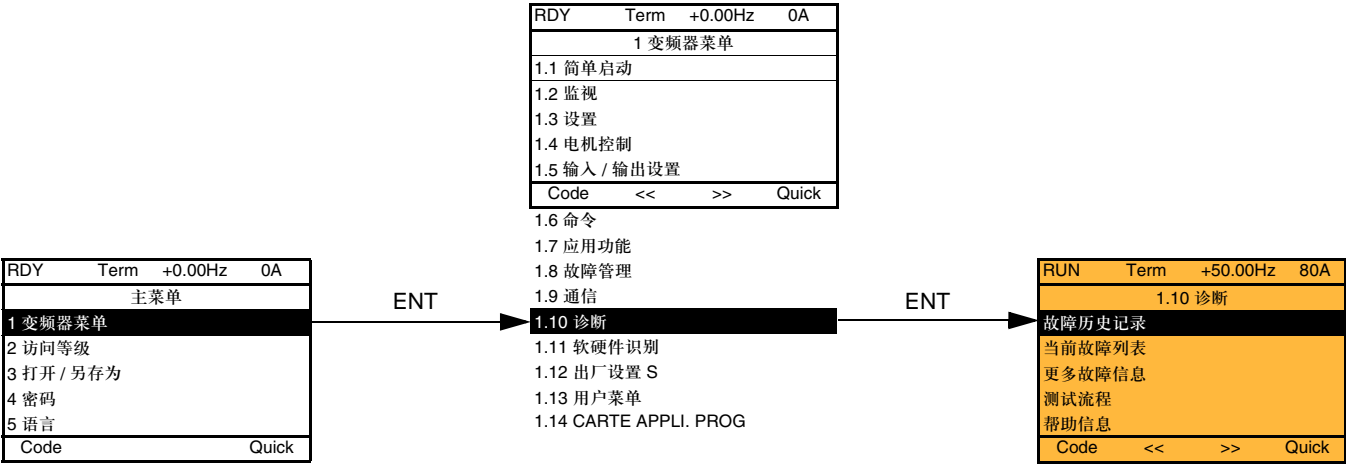 RDY Term +0.00Hz 0A
1 变频器菜单
1.1 简单启动
1.2 监视
1.3 设置
1.4 电机控制
1.5 输入 / 输出设置
Code << >> Quick
1.6 命令
1.7 应用功能
1.8 故障管理
1.9 通信
1.10 诊断
1.11 软硬件识别
1.12 出厂设置 S
1.13 用户菜单
1.14 CARTE APPLI. PROG
RDY Term +0.00Hz 0A
主菜单
1 变频器菜单
2 访问等级
3 打开 / 另存为
4 密码
5 语言
Code Quick
ENT
ENT
RUN Term +50.00Hz 80A
1.10 诊断
故障历史记录
当前故障列表
更多故障信息
测试流程
帮助信息
Code << >> Quick